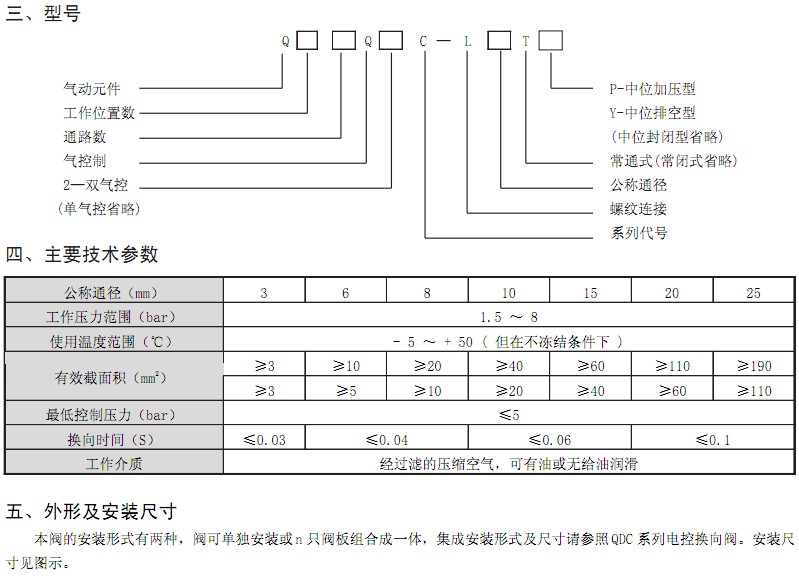 三、型号
Q□ □Q□ C — L□ T□
气动元件
工作位置数
通路数
气控制
2—双气控
(单气控省略)
P-中位加压型
Y-中位排空型
(中位封闭型省略)
常通式(常闭式省略)
公称通径
螺纹连接
系列代号
四、主要技术参数
公称通径（mm） 3 6 8 10 15 20 25
工作压力范围（bar） 1.5 ～ 8
使用温度范围（℃） - 5 ～ + 50 ( 但在不冻结条件下 )
有效截面积（mm²） ≥3 ≥10 ≥20 ≥40 ≥60 ≥110 ≥190
≥3 ≥5 ≥10 ≥20 ≥40 ≥60 ≥110
最低控制压力（bar） ≤5
换向时间（S） ≤0.03 ≤0.04 ≤0.06 ≤0.1
工作介质 经过滤的压缩空气，可有油或无给油润滑
五、外形及安装尺寸
本阀的安装形式有两种，阀可单独安装或n只阀板组合成一体，集成安装形式及尺寸请参照QDC系列电控换向阀。安装尺
寸见图示。